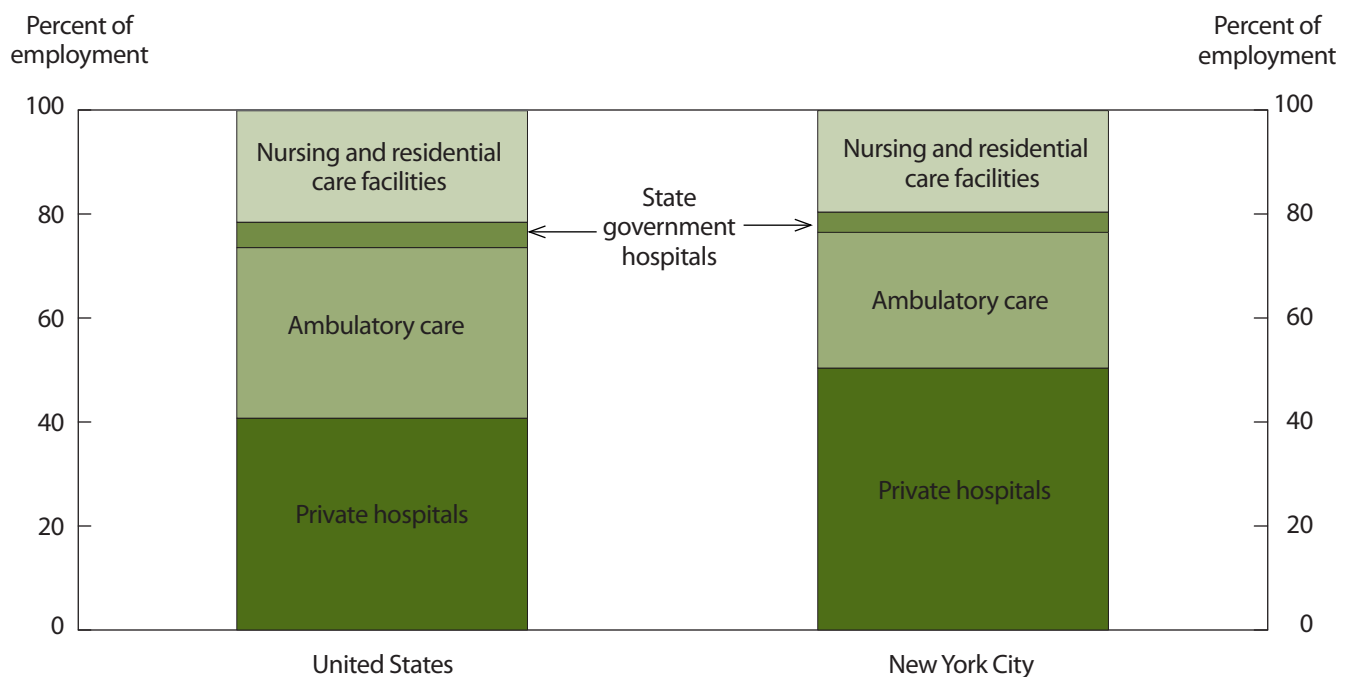 Percent of
employment
Percent of
employment
100
80
60
40
20
0
Nursing and residential
care facilities
Ambulatory care
Private hospitals
State
government
hospitals
Nursing and residential
care facilities
Ambulatory care
Private hospitals
100
80
60
40
20
0
United States
New York City